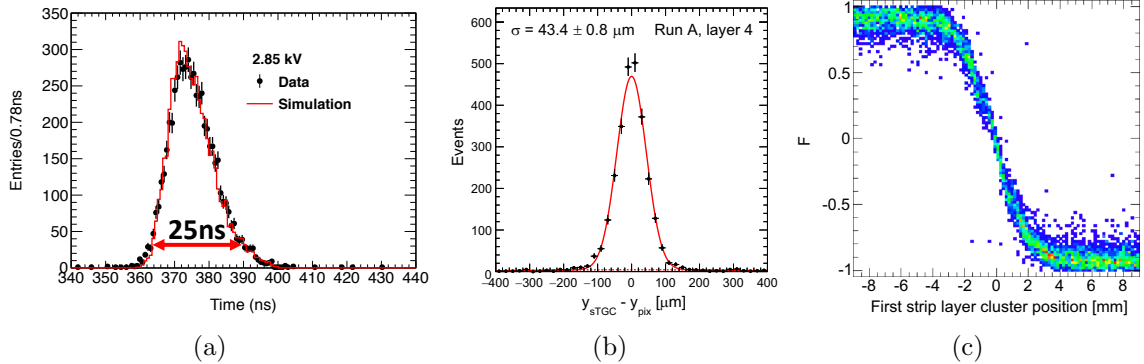 Entries/0.78ns
350
300
250
200
150
100
50
0
2.85 kV
Data
Simulation
25ns
340 350 360 370 380 390 400 410 420 430 440
Time (ns)
(a)
Events
600
500
400
300
200
100
0
σ = 43.4 ± 0.8 μm Run A, layer 4
−400 −300 −200 −100 0 100 200 300 400
y_sTGC - y_pix [μm]
(b)
F
1
0.5
0
-0.5
-1
-8 -6 -4 -2 0 2 4 6 8
First strip layer cluster position [mm]
(c)